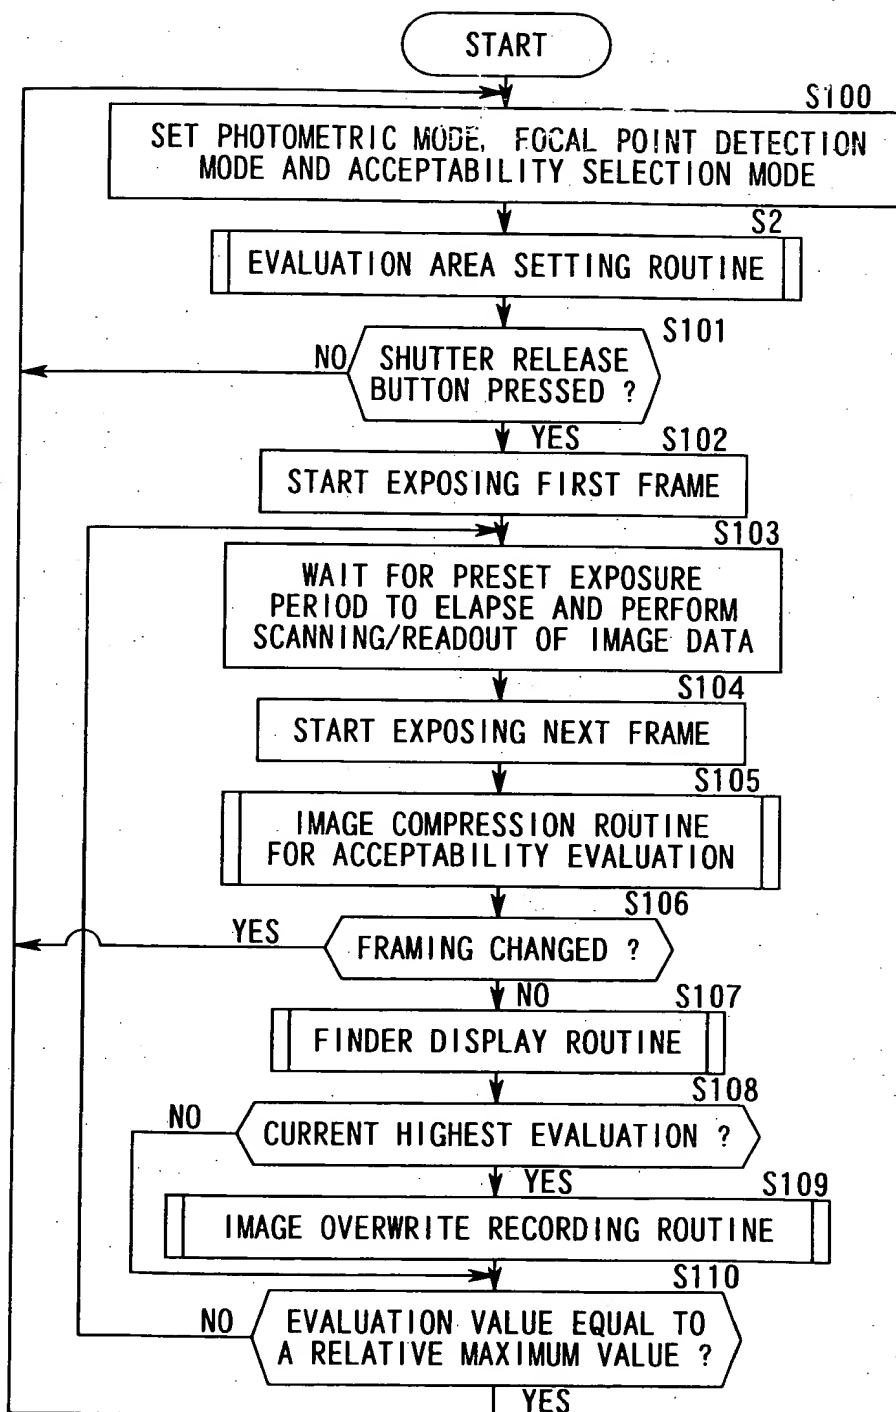 START
S100
SET PHOTOMETRIC MODE, FOCAL POINT DETECTION
MODE AND ACCEPTABILITY SELECTION MODE
S2
EVALUATION AREA SETTING ROUTINE
S101
NO
SHUTTER RELEASE
BUTTON PRESSED ?
YES
S102
START EXPOSING FIRST FRAME
S103
WAIT FOR PRESET EXPOSURE
PERIOD TO ELAPSE AND PERFORM
SCANNING/READOUT OF IMAGE DATA
S104
START EXPOSING NEXT FRAME
S105
IMAGE COMPRESSION ROUTINE
FOR ACCEPTABILITY EVALUATION
S106
YES
FRAMING CHANGED ?
NO
S107
FINDER DISPLAY ROUTINE
S108
NO
CURRENT HIGHEST EVALUATION ?
YES
S109
IMAGE OVERWRITE RECORDING ROUTINE
S110
NO
EVALUATION VALUE EQUAL TO
A RELATIVE MAXIMUM VALUE ?
YES